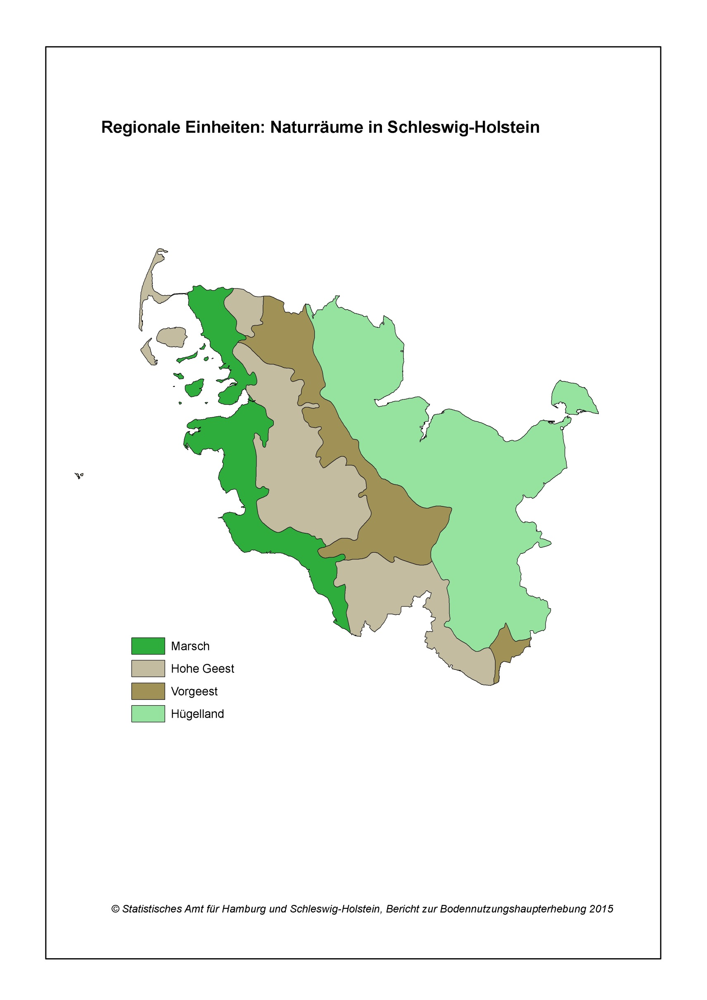 Regionale Einheiten: Naturräume in Schleswig-Holstein
Marsch
Hohe Geest
Vorgeest
Hügelland
© Statistisches Amt für Hamburg und Schleswig-Holstein, Bericht zur Bodennutzungshaupterhebung 2015